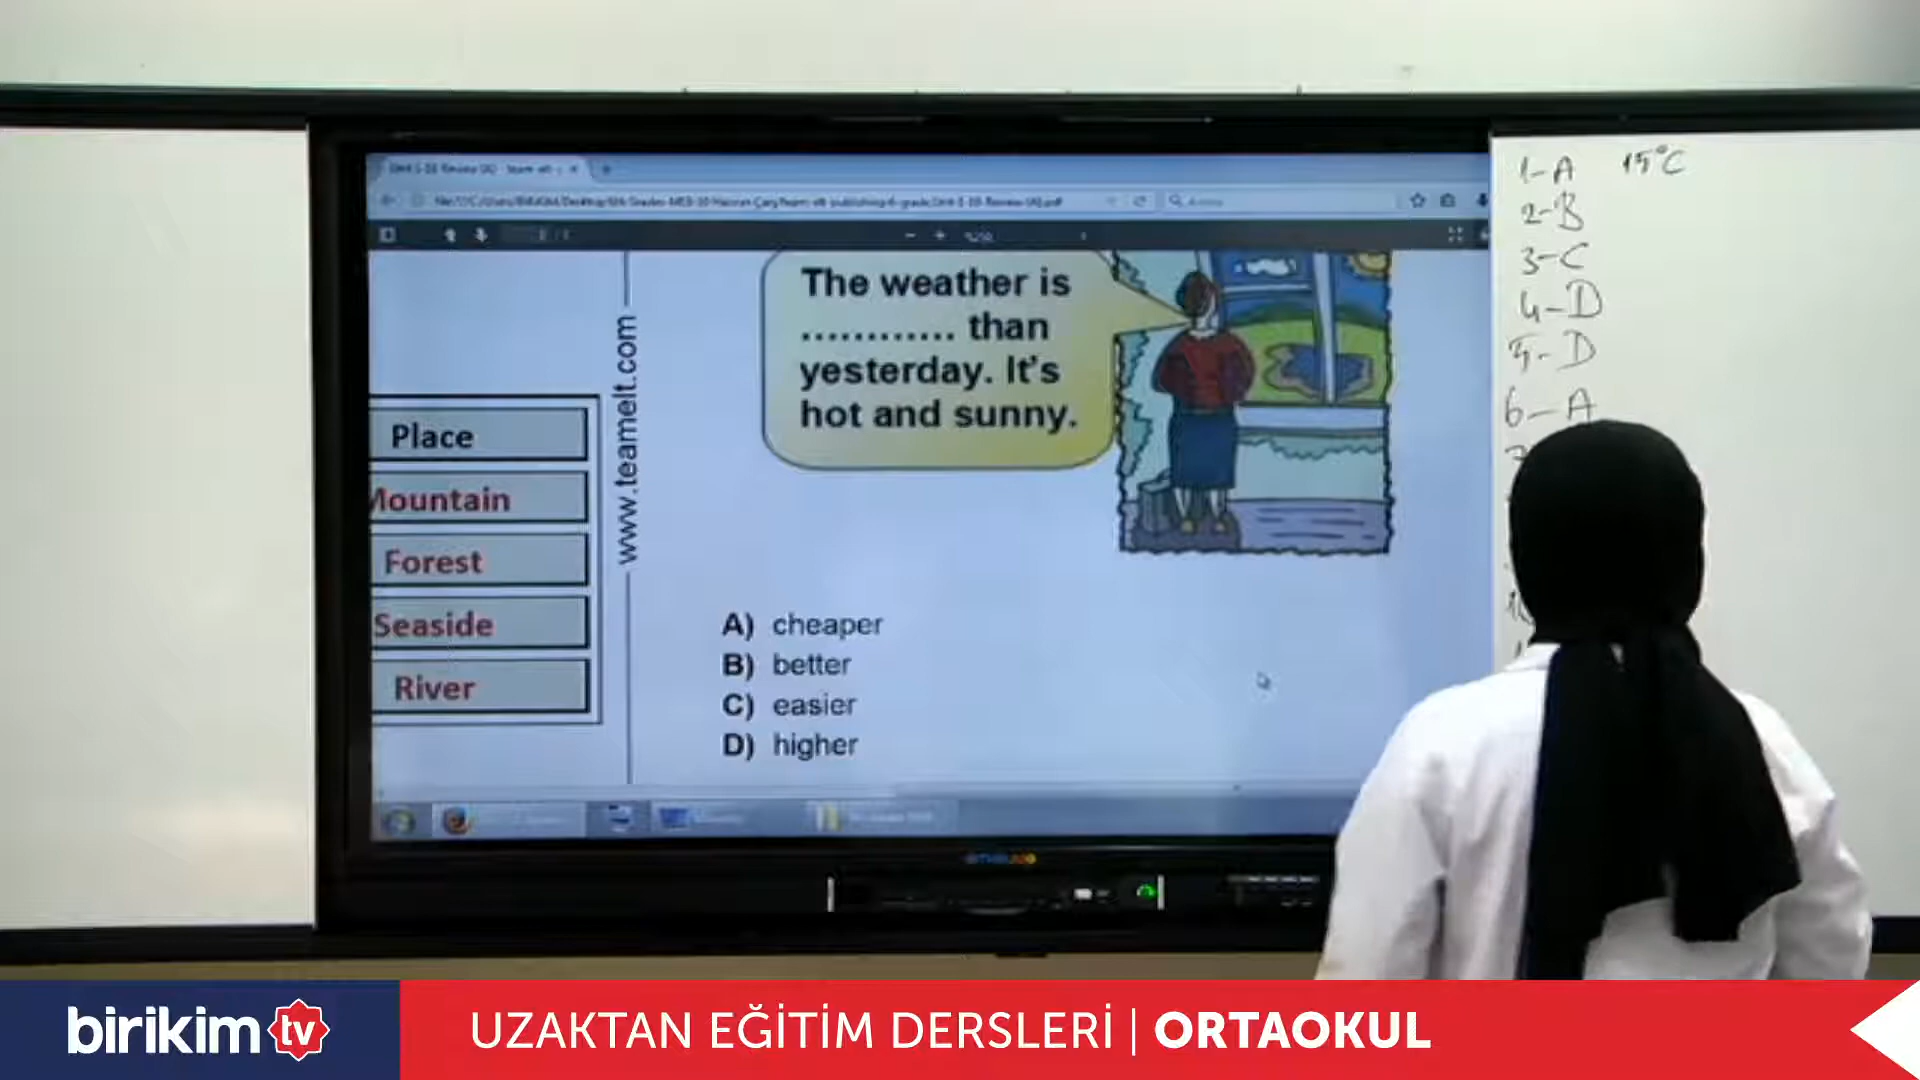 The weather is
............ than
yesterday. It's
hot and sunny.
Place
Mountain
Forest
Seaside
River
www.teamelt.com
A) cheaper
B) better
C) easier
D) higher
1-A 15°C
2-B
3-C
4-D
5-D
6-A
birikim tv
UZAKTAN EĞİTİM DERSLERİ | ORTAOKUL